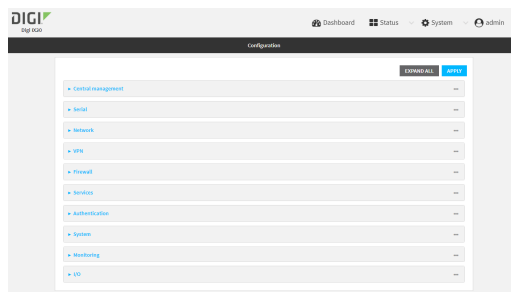 DIGI
Digi IX20
Dashboard Status System admin
Configuration
EXPAND ALL APPLY
Central management
Serial
Network
VPN
Firewall
Services
Authentication
System
Monitoring
I/O